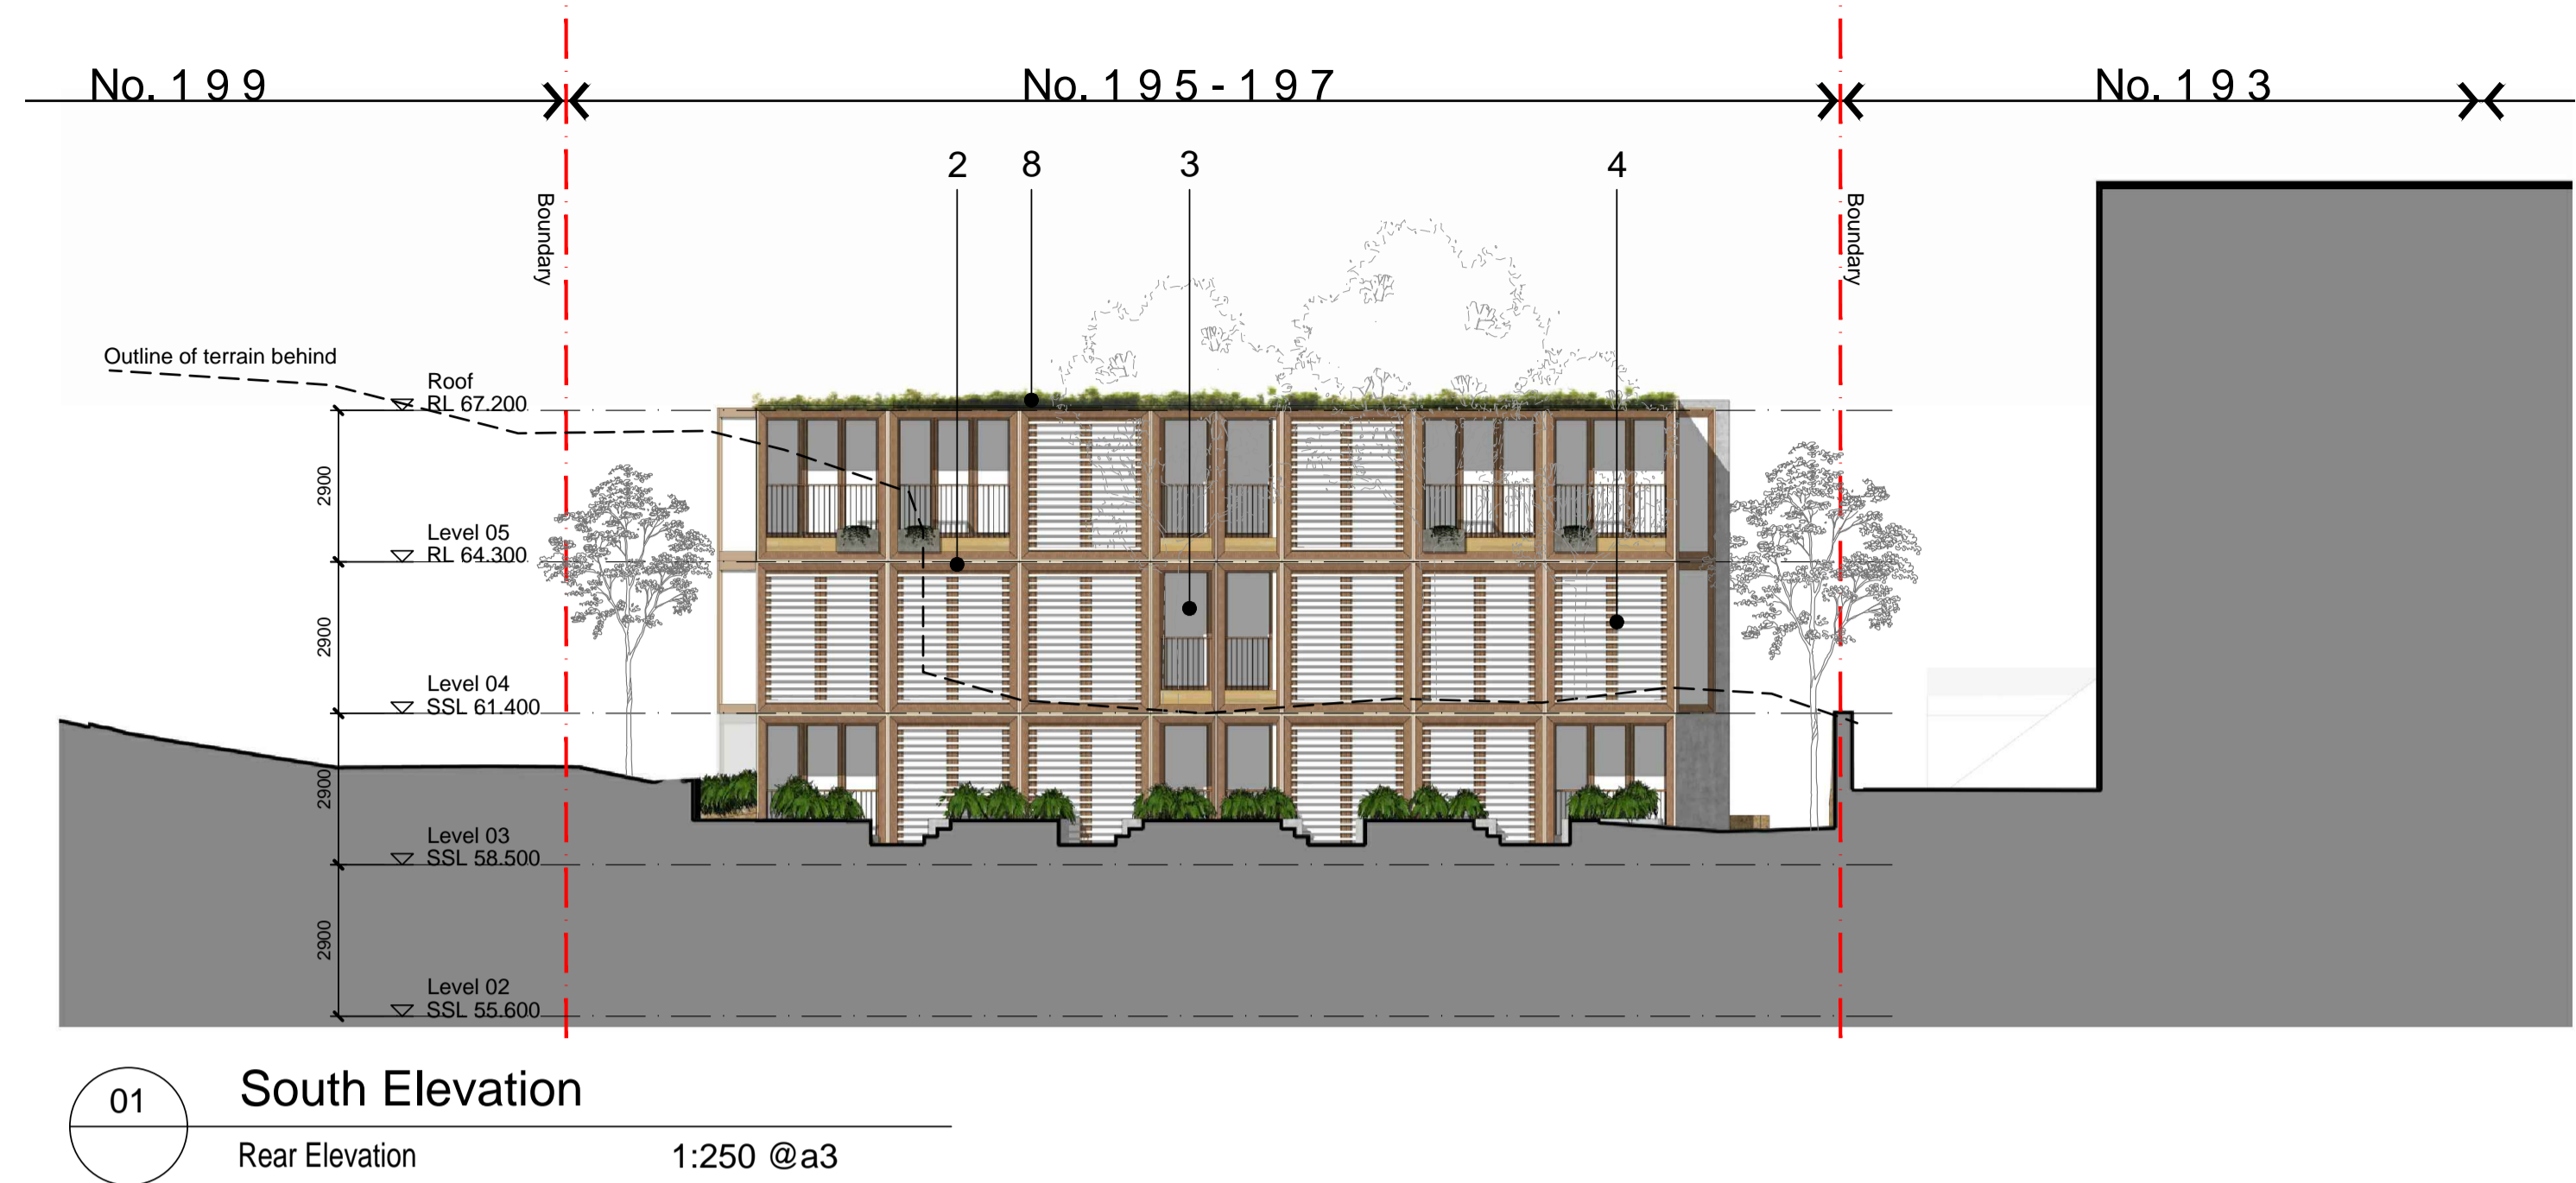 No. 1 9 9
No. 1 9 5 - 1 9 7
No. 1 9 3
2
8
3
4
Boundary
Boundary
Outline of terrain behind
Roof
RL 67.200
2900
Level 05
RL 64.300
2900
Level 04
SSL 61.400
2900
Level 03
SSL 58.500
2900
Level 02
SSL 55.600
01
South Elevation
Rear Elevation
1:250 @a3